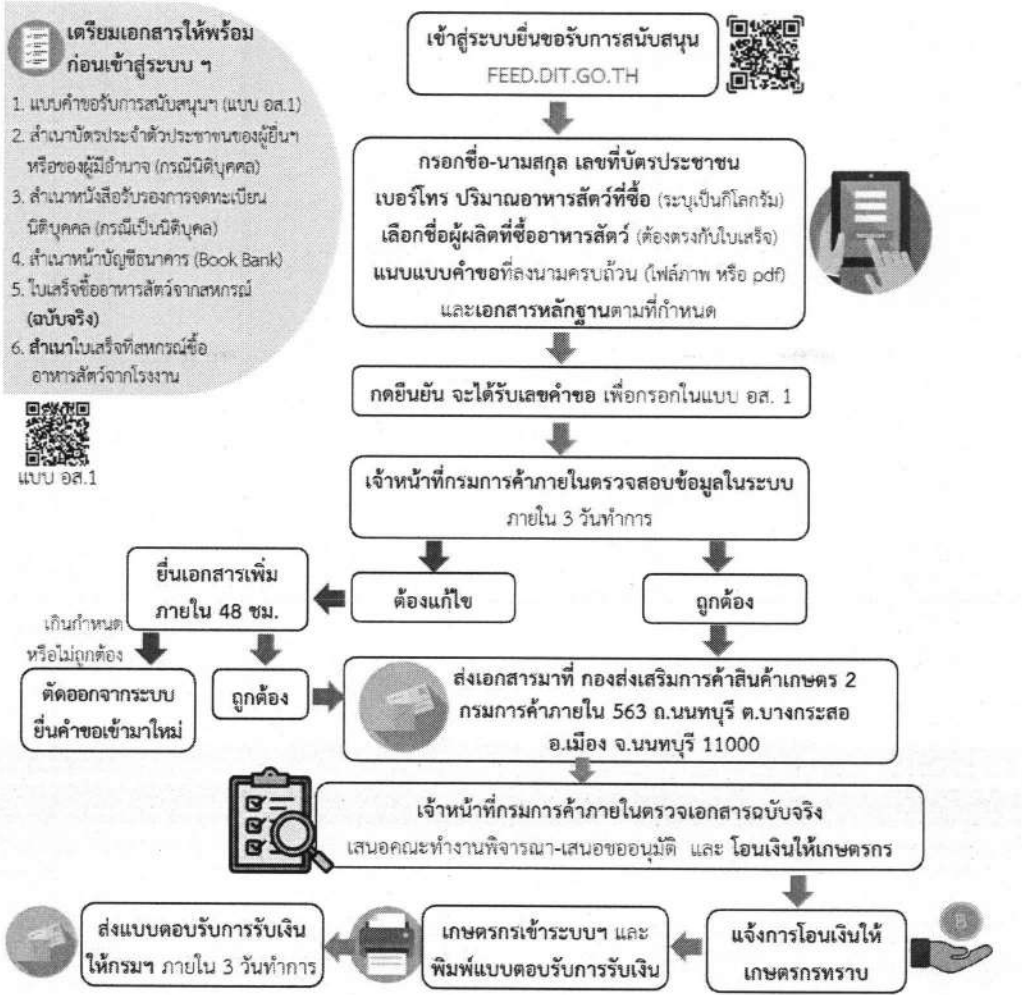 เตรียมเอกสารให้พร้อม
ก่อนเข้าสู่ระบบ ฯ
1. แบบคำขอรับการสนับสนุนฯ (แบบ อส.1)
2. สำเนาบัตรประจำตัวประชาชนของผู้ยื่นฯ
หรือของผู้มีอำนาจ (กรณีนิติบุคคล)
3. สำเนาหนังสือรับรองการจดทะเบียน
นิติบุคคล (กรณีเป็นนิติบุคล)
4. สำเนาหน้าบัญชีธนาคาร (Book Bank)
5. ใบเสร็จซื้ออาหารสัตว์จากสหกรณ์
(ฉบับจริง)
6. สำเนาใบเสร็จที่สหกรณ์ซื้อ
อาหารสัตว์จากโรงงาน
แบบ อส.1
เข้าสู่ระบบยื่นขอรับการสนับสนุน
FEED.DIT.GO.TH
กรอกชื่อ-นามสกุล เลขที่บัตรประชาชน
เบอร์โทร ปริมาณอาหารสัตว์ที่ซื้อ (ระบุเป็นกิโลกรัม)
เลือกชื่อผู้ผลิตที่ซื้ออาหารสัตว์ (ต้องตรงกับใบเสร็จ)
แนบแบบคำขอที่ลงนามครบถ้วน (ไฟล์ภาพ หรือ pdf)
และเอกสารหลักฐานตามที่กำหนด
กดยืนยัน จะได้รับเลขคำขอ เพื่อกรอกในแบบ อส. 1
เจ้าหน้าที่กรมการค้าภายในตรวจสอบข้อมูลในระบบ
ภายใน 3 วันทำการ
ต้องแก้ไข
ถูกต้อง
ยื่นเอกสารเพิ่ม
ภายใน 48 ชม.
เกินกำหนด
หรือไม่ถูกต้อง
ตัดออกจากระบบ
ยื่นคำขอเข้ามาใหม่
ถูกต้อง
ส่งเอกสารมาที่ กองส่งเสริมการค้าสินค้าเกษตร 2
กรมการค้าภายใน 563 ถ.นนทบุรี ต.บางกระสอ
อ.เมือง จ.นนทบุรี 11000
เจ้าหน้าที่กรมการค้าภายในตรวจเอกสารฉบับจริง
เสนอคณะทำงานพิจารณา-เสนอขออนุมัติ และ โอนเงินให้เกษตรกร
แจ้งการโอนเงินให้
เกษตรกรทราบ
เกษตรกรเข้าระบบฯ และ
พิมพ์แบบตอบรับการรับเงิน
ส่งแบบตอบรับการรับเงิน
ให้กรมฯ ภายใน 3 วันทำการ